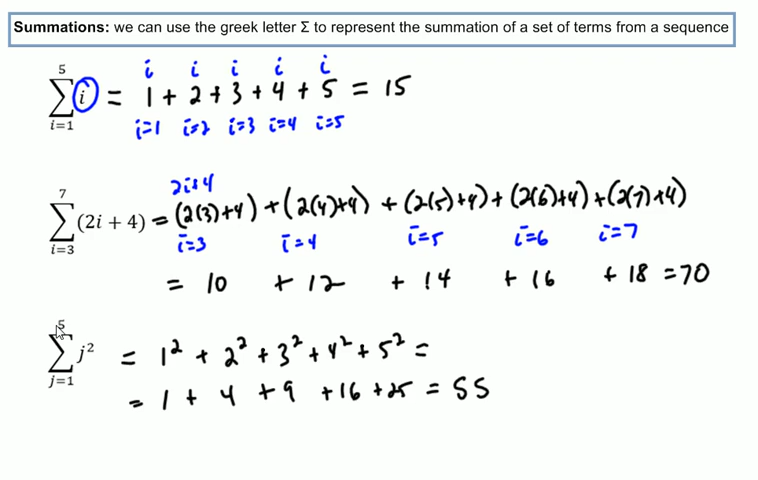 Summations: we can use the greek letter Σ to represent the summation of a set of terms from a sequence
i i i i i
5
∑ i = 1 + 2 + 3 + 4 + 5 = 15
i=1 i=1 i=2 i=3 i=4 i=5
2i+4
7
∑ (2i + 4) = (2(3)+4) + (2(4)+4) + (2(5)+4) + (2(6)+4) + (2(7)+4)
i=3 i=3 i=4 i=5 i=6 i=7
= 10 + 12 + 14 + 16 + 18 = 70
5
∑ j² = 1² + 2² + 3² + 4² + 5² =
j=1
= 1 + 4 + 9 + 16 + 25 = 55